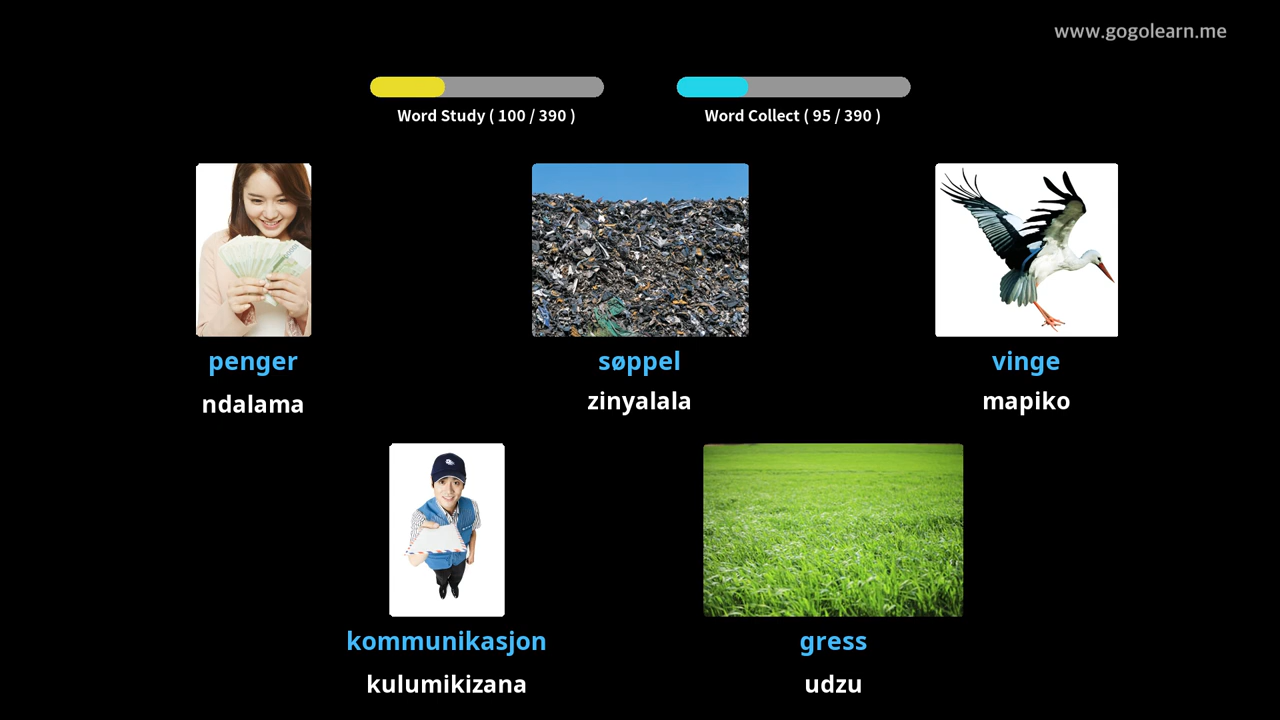 www.gogolearn.me
Word Study ( 100 / 390 )
Word Collect ( 95 / 390 )
penger
ndalama
søppel
zinyalala
vinge
mapiko
kommunikasjon
kulumikizana
gress
udzu